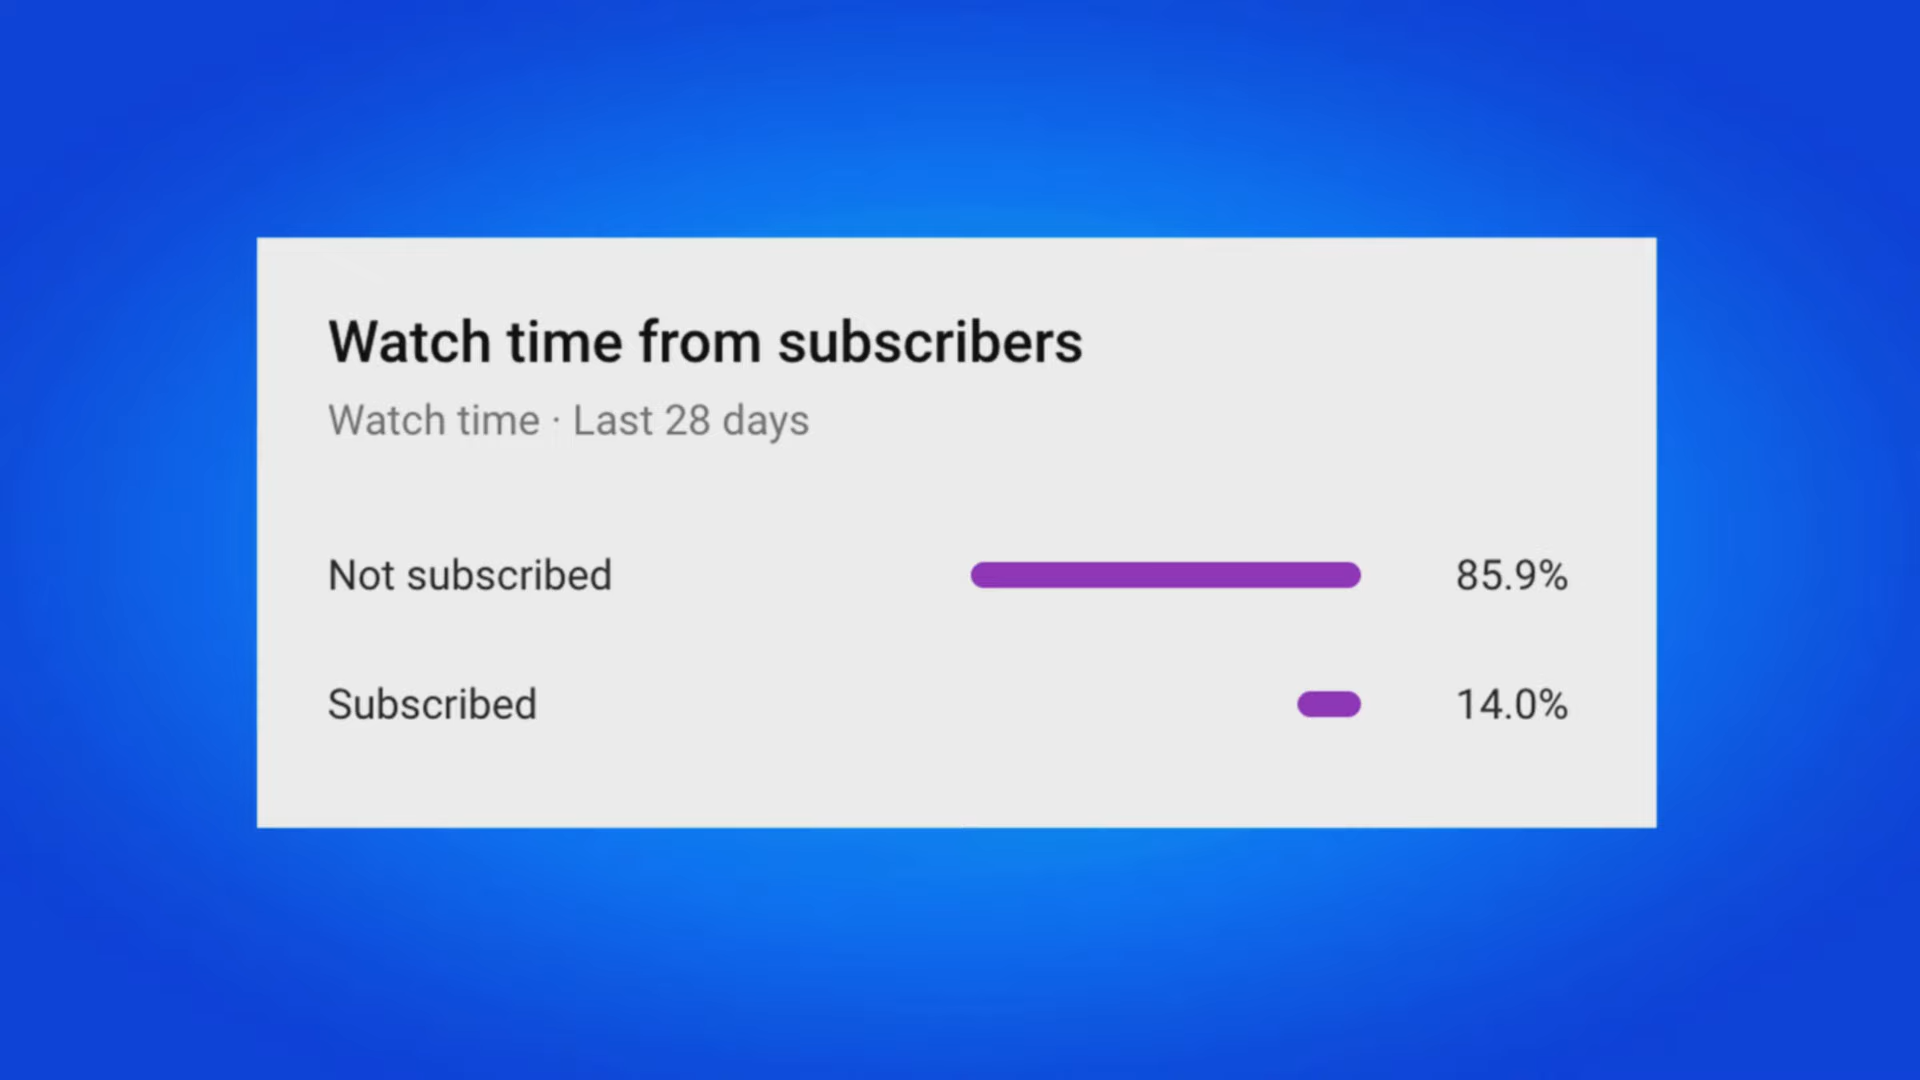 Watch time from subscribers
Watch time · Last 28 days
Not subscribed 85.9%
Subscribed 14.0%